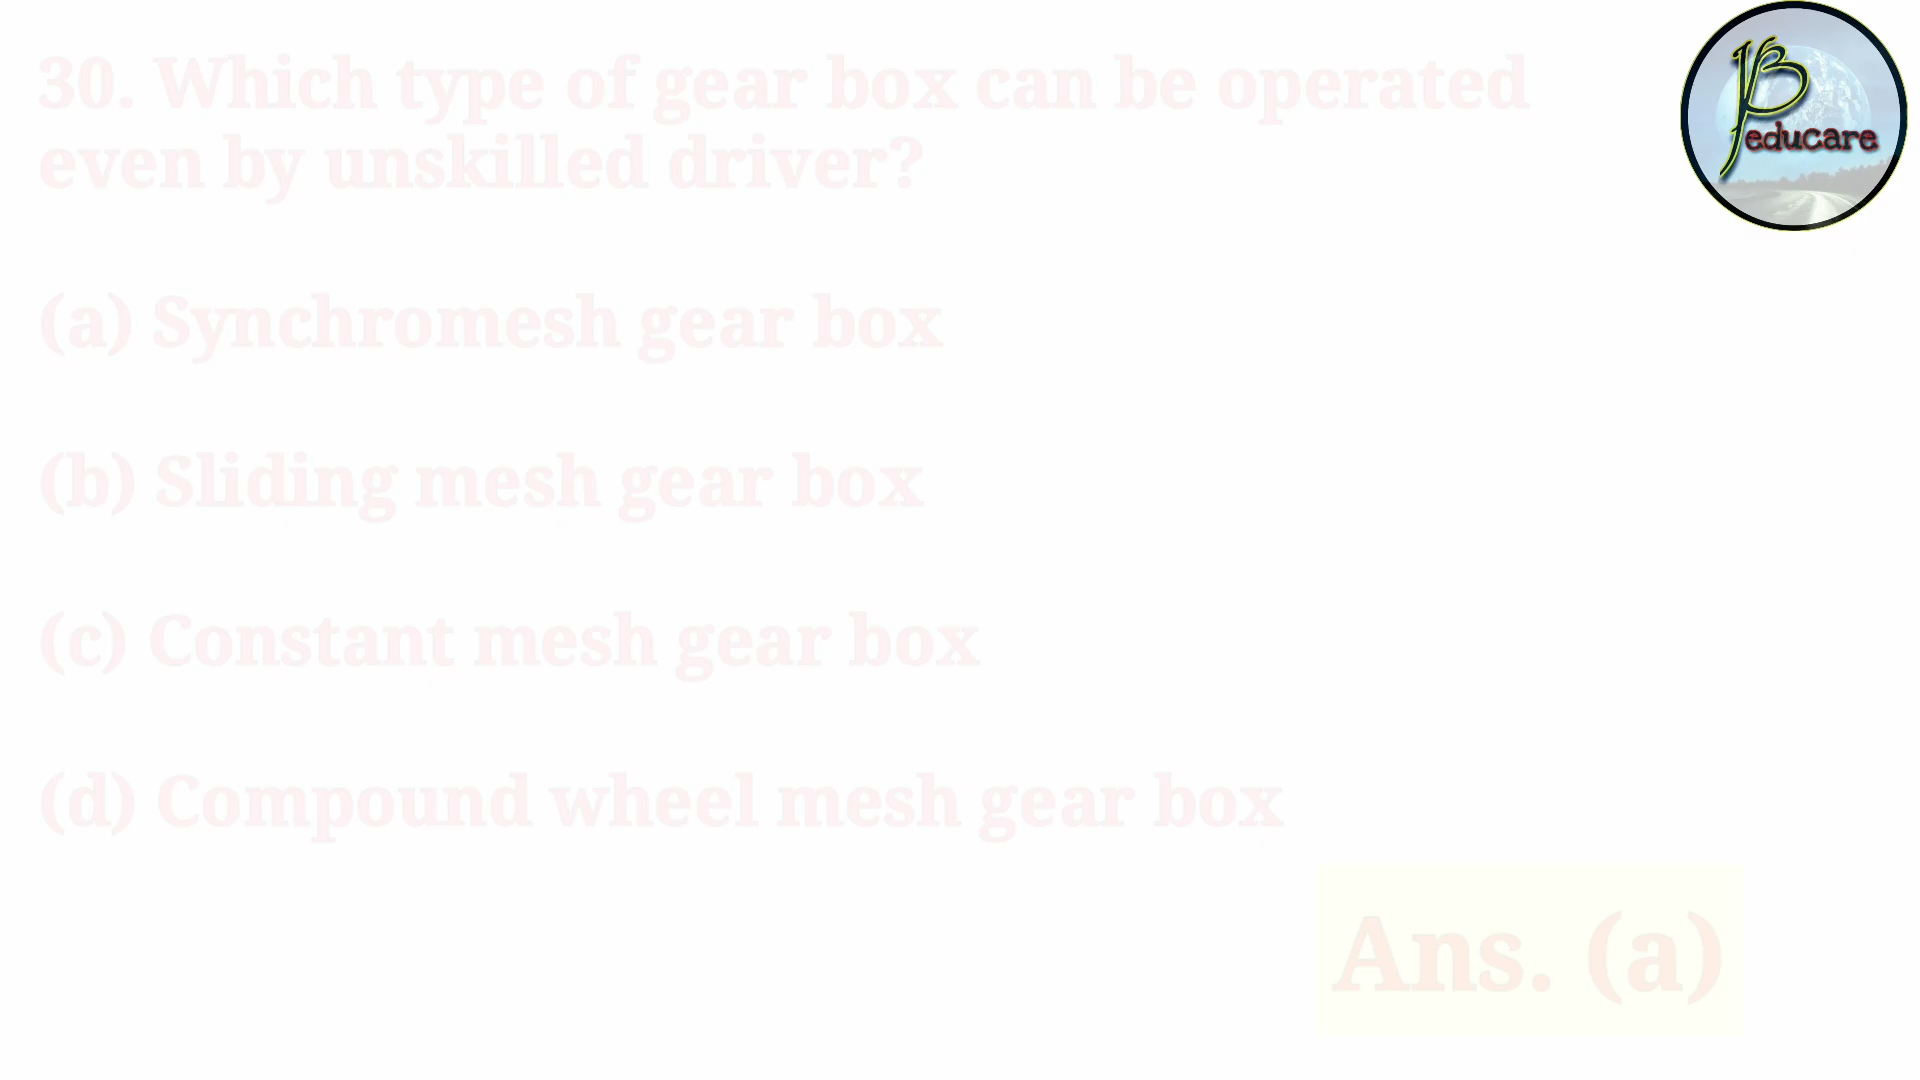 30. Which type of gear box can be operated
even by unskilled driver?
(a) Synchromesh gear box
(b) Sliding mesh gear box
(c) Constant mesh gear box
(d) Compound wheel mesh gear box
Ans. (a)
educare